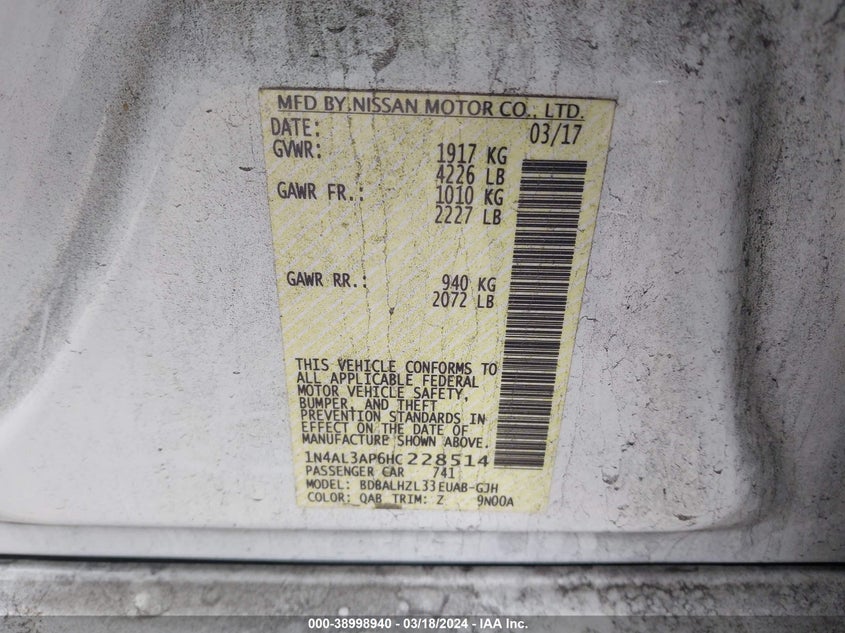 MFD BY NISSAN MOTOR CO., LTD.
DATE: 03/17
GVWR: 1917 KG
4226 LB
GAWR FR.: 1010 KG
2227 LB
GAWR RR.: 940 KG
2072 LB
THIS VEHICLE CONFORMS TO
ALL APPLICABLE FEDERAL
MOTOR VEHICLE SAFETY,
BUMPER, AND THEFT
PREVENTION STANDARDS IN
EFFECT ON THE DATE OF
MANUFACTURE SHOWN ABOVE.
1N4AL3AP6HC228514
PASSENGER CAR 741
MODEL: BDBALHZL33EUAB-GJH
COLOR: QAB TRIM: Z 9N00A
000-38998940 - 03/18/2024 - IAA Inc.